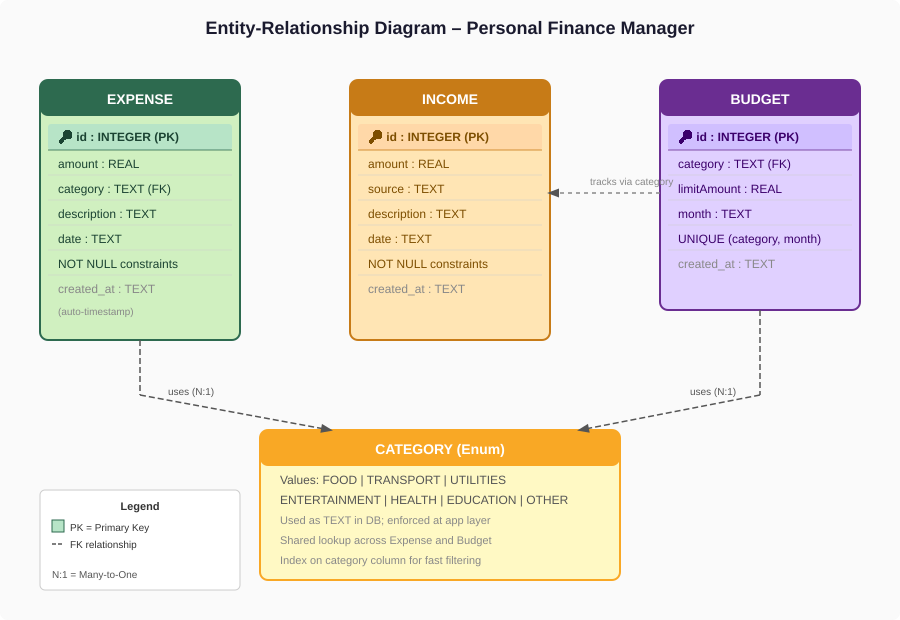 Entity-Relationship Diagram – Personal Finance Manager
EXPENSE
id : INTEGER (PK)
amount : REAL
category : TEXT (FK)
description : TEXT
date : TEXT
NOT NULL constraints
created_at : TEXT
(auto-timestamp)
INCOME
id : INTEGER (PK)
amount : REAL
source : TEXT
description : TEXT
date : TEXT
NOT NULL constraints
created_at : TEXT
tracks via category
BUDGET
id : INTEGER (PK)
category : TEXT (FK)
limitAmount : REAL
month : TEXT
UNIQUE (category, month)
created_at : TEXT
uses (N:1)
uses (N:1)
CATEGORY (Enum)
Values: FOOD | TRANSPORT | UTILITIES
ENTERTAINMENT | HEALTH | EDUCATION | OTHER
Used as TEXT in DB; enforced at app layer
Shared lookup across Expense and Budget
Index on category column for fast filtering
Legend
PK = Primary Key
FK relationship
N:1 = Many-to-One